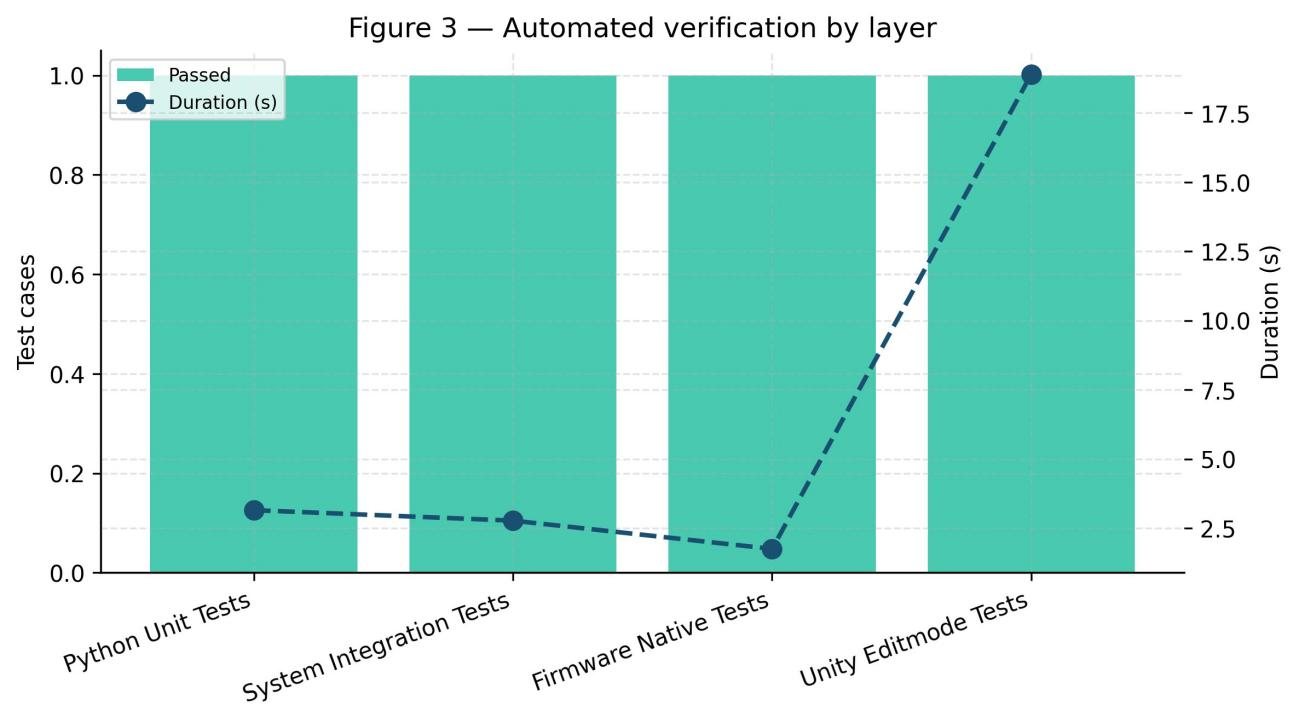 Figure 3 — Automated verification by layer
Passed
Duration (s)
Test cases
1.0
0.8
0.6
0.4
0.2
0.0
17.5
15.0
12.5
10.0
7.5
5.0
2.5
Duration (s)
Python Unit Tests
System Integration Tests
Firmware Native Tests
Unity Editmode Tests